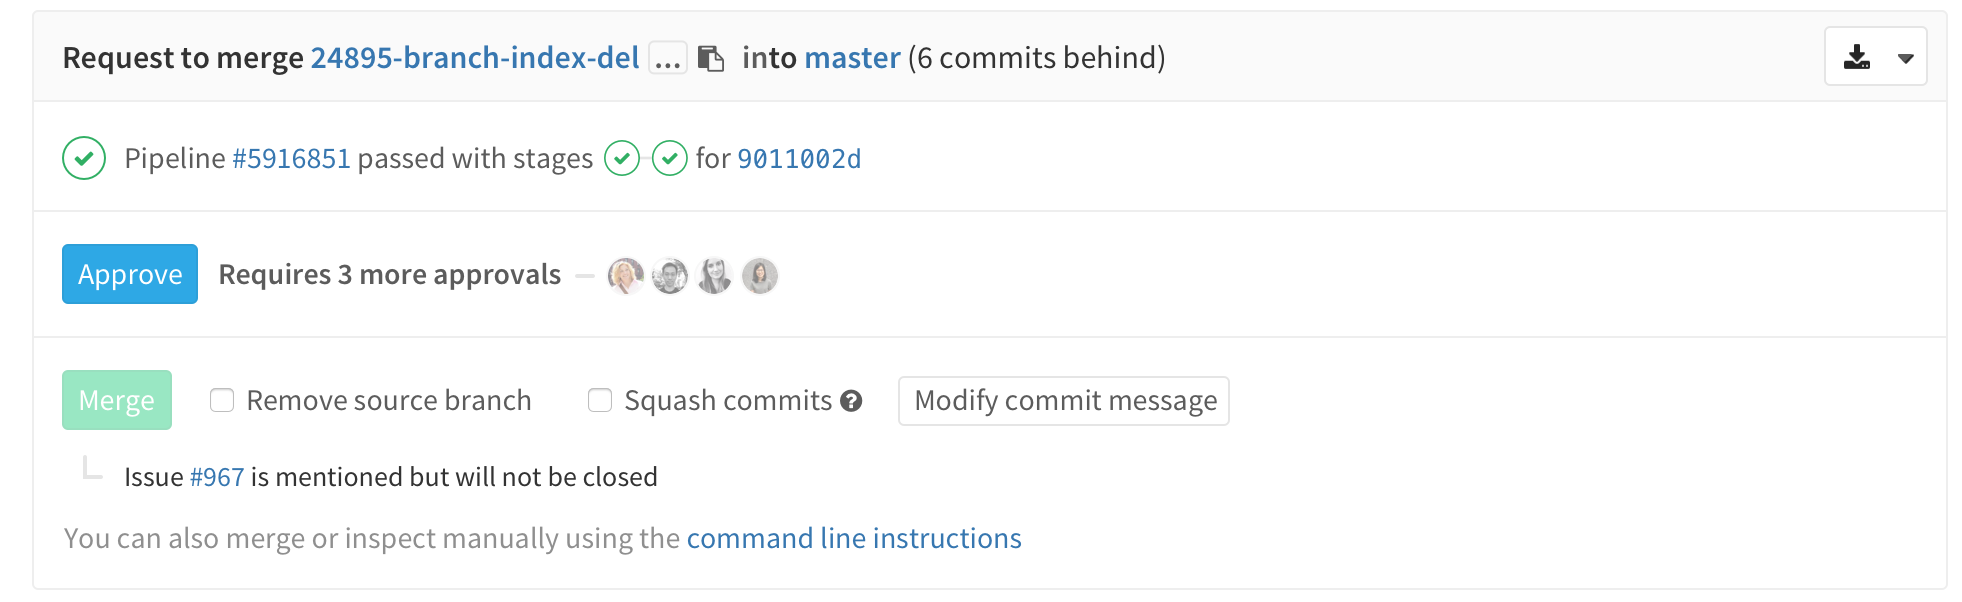 Request to merge 24895-branch-index-del ... into master (6 commits behind)
Pipeline #5916851 passed with stages for 9011002d
Approve Requires 3 more approvals
Merge Remove source branch Squash commits ? Modify commit message
Issue #967 is mentioned but will not be closed
You can also merge or inspect manually using the command line instructions